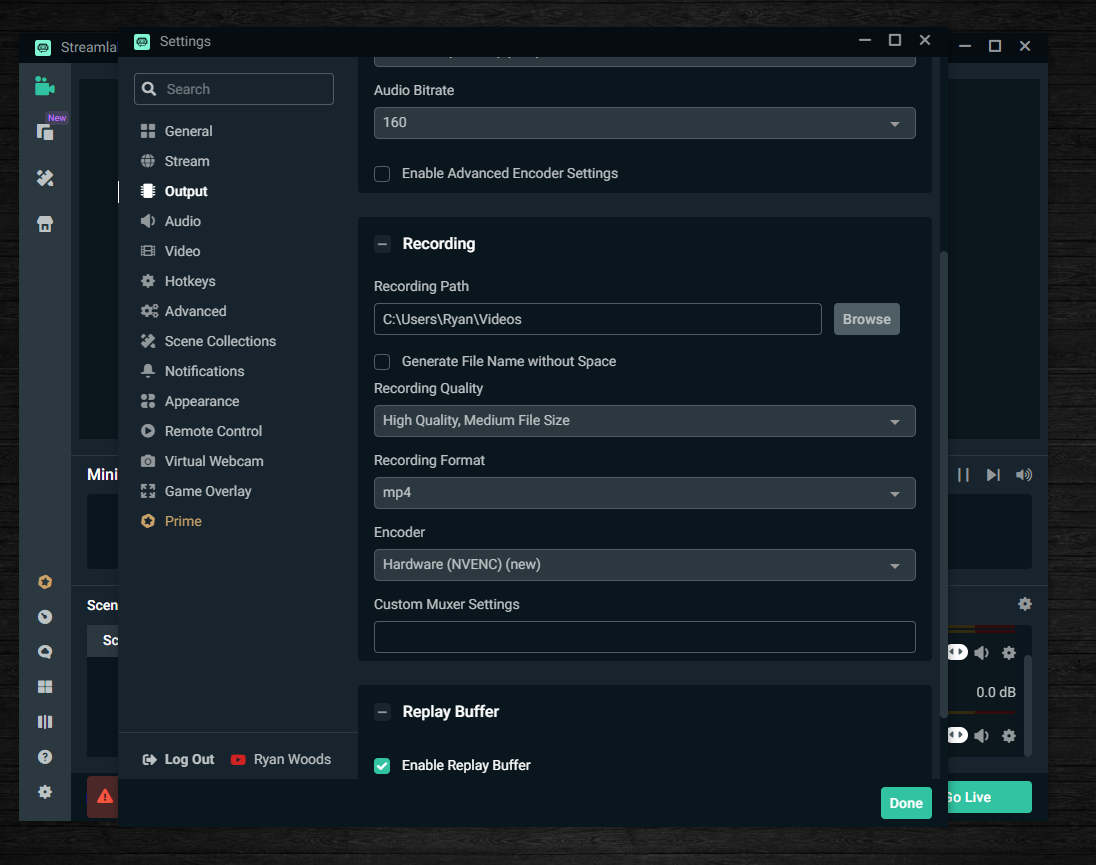 Streamla
Settings
New
Search
General
Stream
Output
Audio
Video
Hotkeys
Advanced
Scene Collections
Notifications
Appearance
Remote Control
Virtual Webcam
Game Overlay
Prime
Log Out
Ryan Woods
Audio Bitrate
160
Enable Advanced Encoder Settings
Recording
Recording Path
C:\Users\Ryan\Videos
Browse
Generate File Name without Space
Recording Quality
High Quality, Medium File Size
Recording Format
mp4
Encoder
Hardware (NVENC) (new)
Custom Muxer Settings
Replay Buffer
Enable Replay Buffer
Done
Mini
Scen
Sc
0.0 dB
Go Live